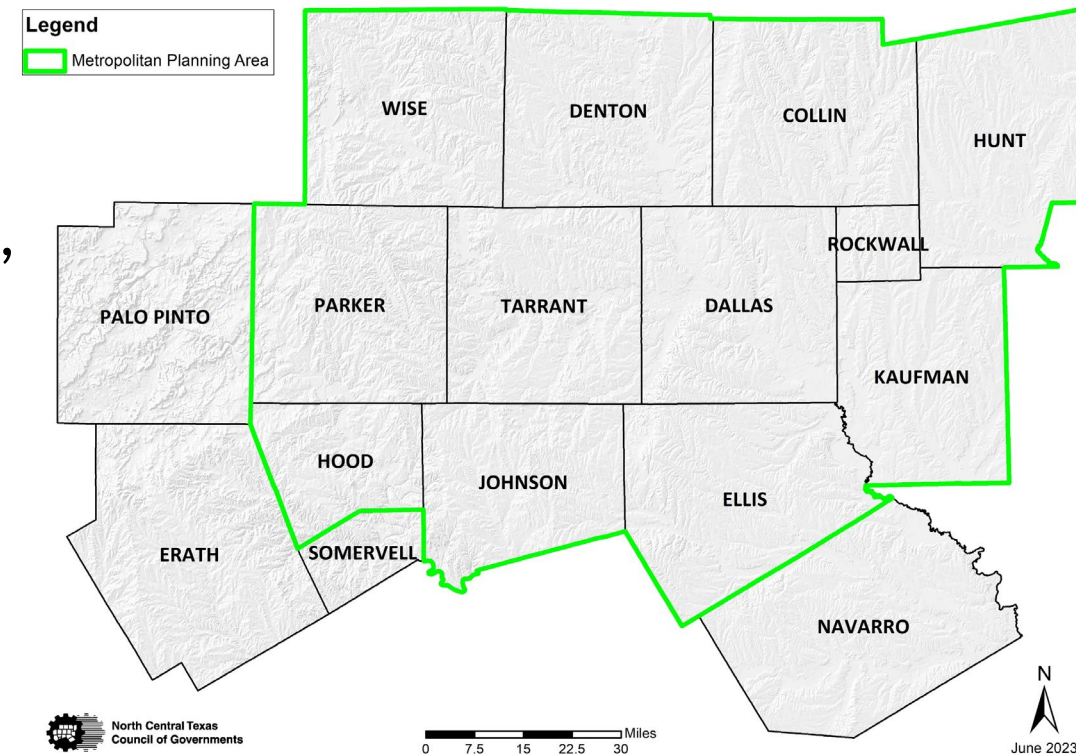 Legend
Metropolitan Planning Area
WISE
DENTON
COLLIN
HUNT
,
ROCKWALL
PALO PINTO
PARKER
TARRANT
DALLAS
KAUFMAN
HOOD
JOHNSON
ELLIS
ERATH
SOMERVELL
NAVARRO
N
North Central Texas
Council of Governments
Miles
0 7.5 15 22.5 30
June 2023